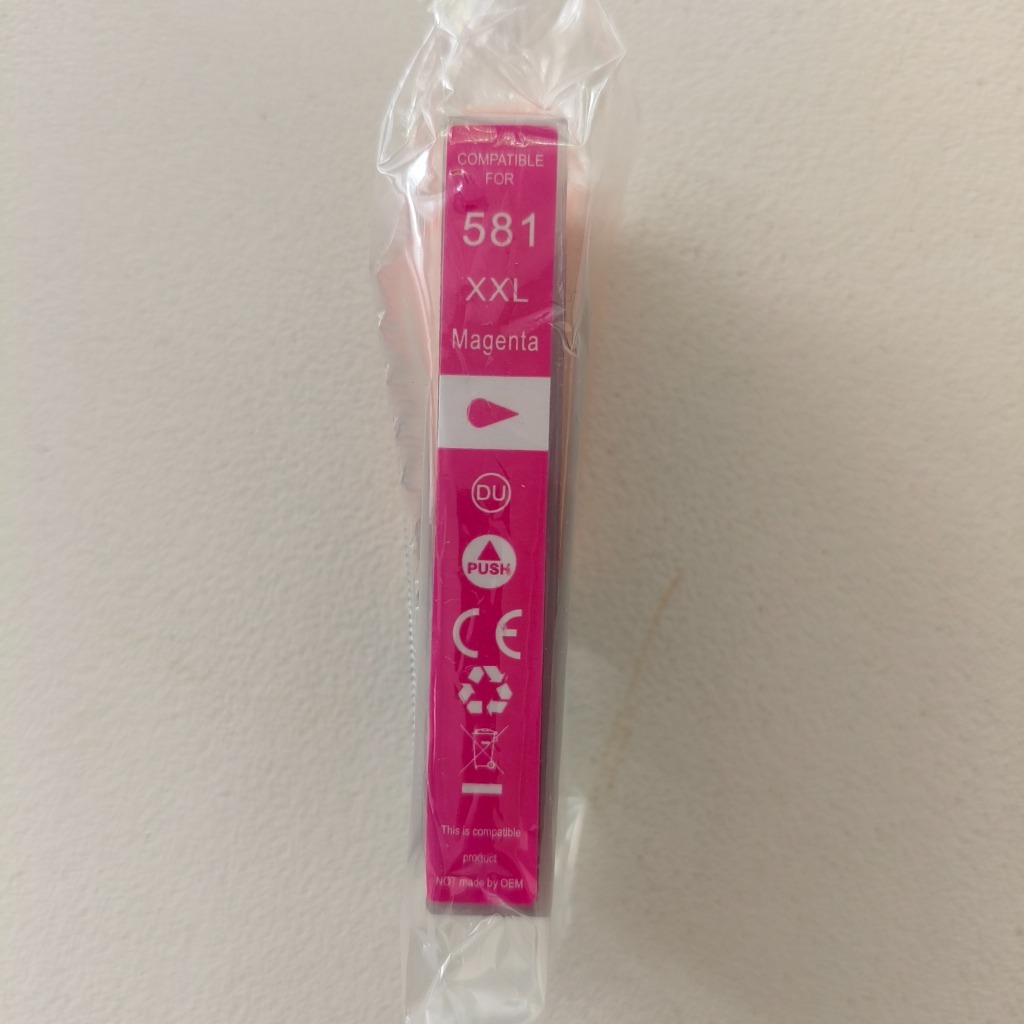 COMPATIBLE
FOR
581
XXL
Magenta
DU
PUSH
CE
This is compatible
product
NOT made by OEM